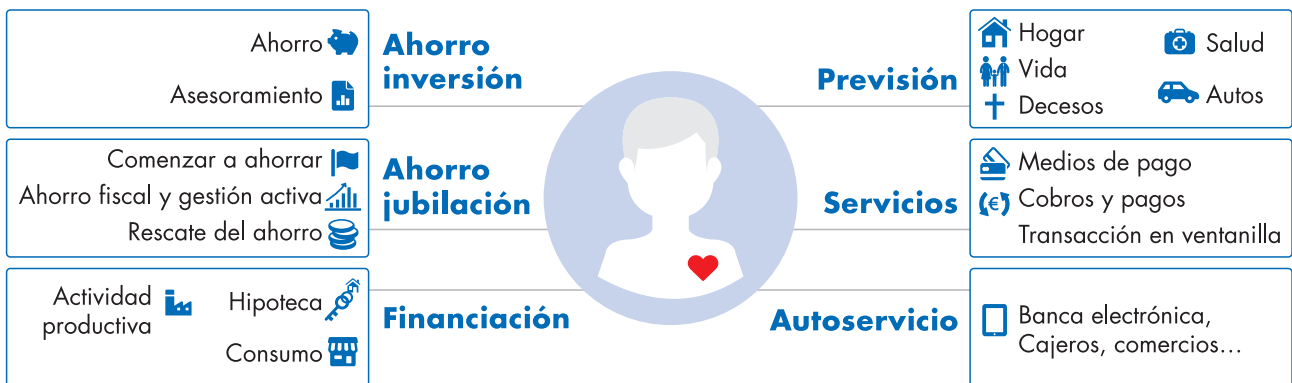 Ahorro
Asesoramiento
Ahorro
inversión
Comenzar a ahorrar
Ahorro fiscal y gestión activa
Rescate del ahorro
Ahorro
jubilación
Actividad
productiva
Hipoteca
Consumo
Financiación
Previsión
Hogar
Vida
Decesos
Salud
Autos
Servicios
Medios de pago
Cobros y pagos
Transacción en ventanilla
Autoservicio
Banca electrónica,
Cajeros, comercios...